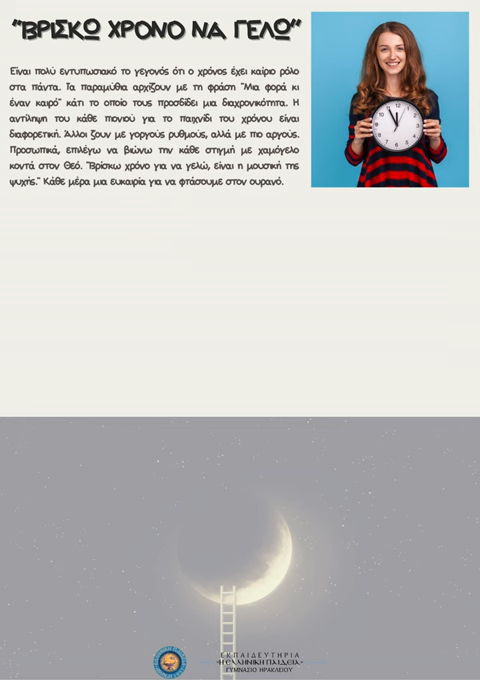 "ΒΡΙΣΚΩ ΧΡΟΝΟ ΝΑ ΓΕΛΩ"
Είναι πολύ εντυπωσιακό το γεγονός ότι ο χρόνος έχει καίριο ρόλο
στα πάντα. Τα παραμύθια αρχίζουν με τη φράση "Μια φορά κι
έναν καιρό" κάτι το οποίο τους προσδίδει μια διαχρονικότητα. Η
αντίληψη του κάθε πιονιού για το παιχνίδι του χρόνου είναι
διαφορετική. Άλλοι ζουν με γοργούς ρυθμούς, αλλά με πιο αργούς.
Προσωπικά, επιλέγω να βιώνω την κάθε στιγμή με χαμόγελο
κοντά στον Θεό. "Βρίσκω χρόνο για να γελώ, είναι η μουσική της
ψυχής." Κάθε μέρα μια ευκαιρία για να φτάσουμε στον ουρανό.
ΕΚΠΑΙΔΕΥΤΗΡΙΑ
«Η ΕΛΛΗΝΙΚΗ ΠΑΙΔΕΙΑ»
ΓΥΜΝΑΣΙΟ ΗΡΑΚΛΕΙΟΥ